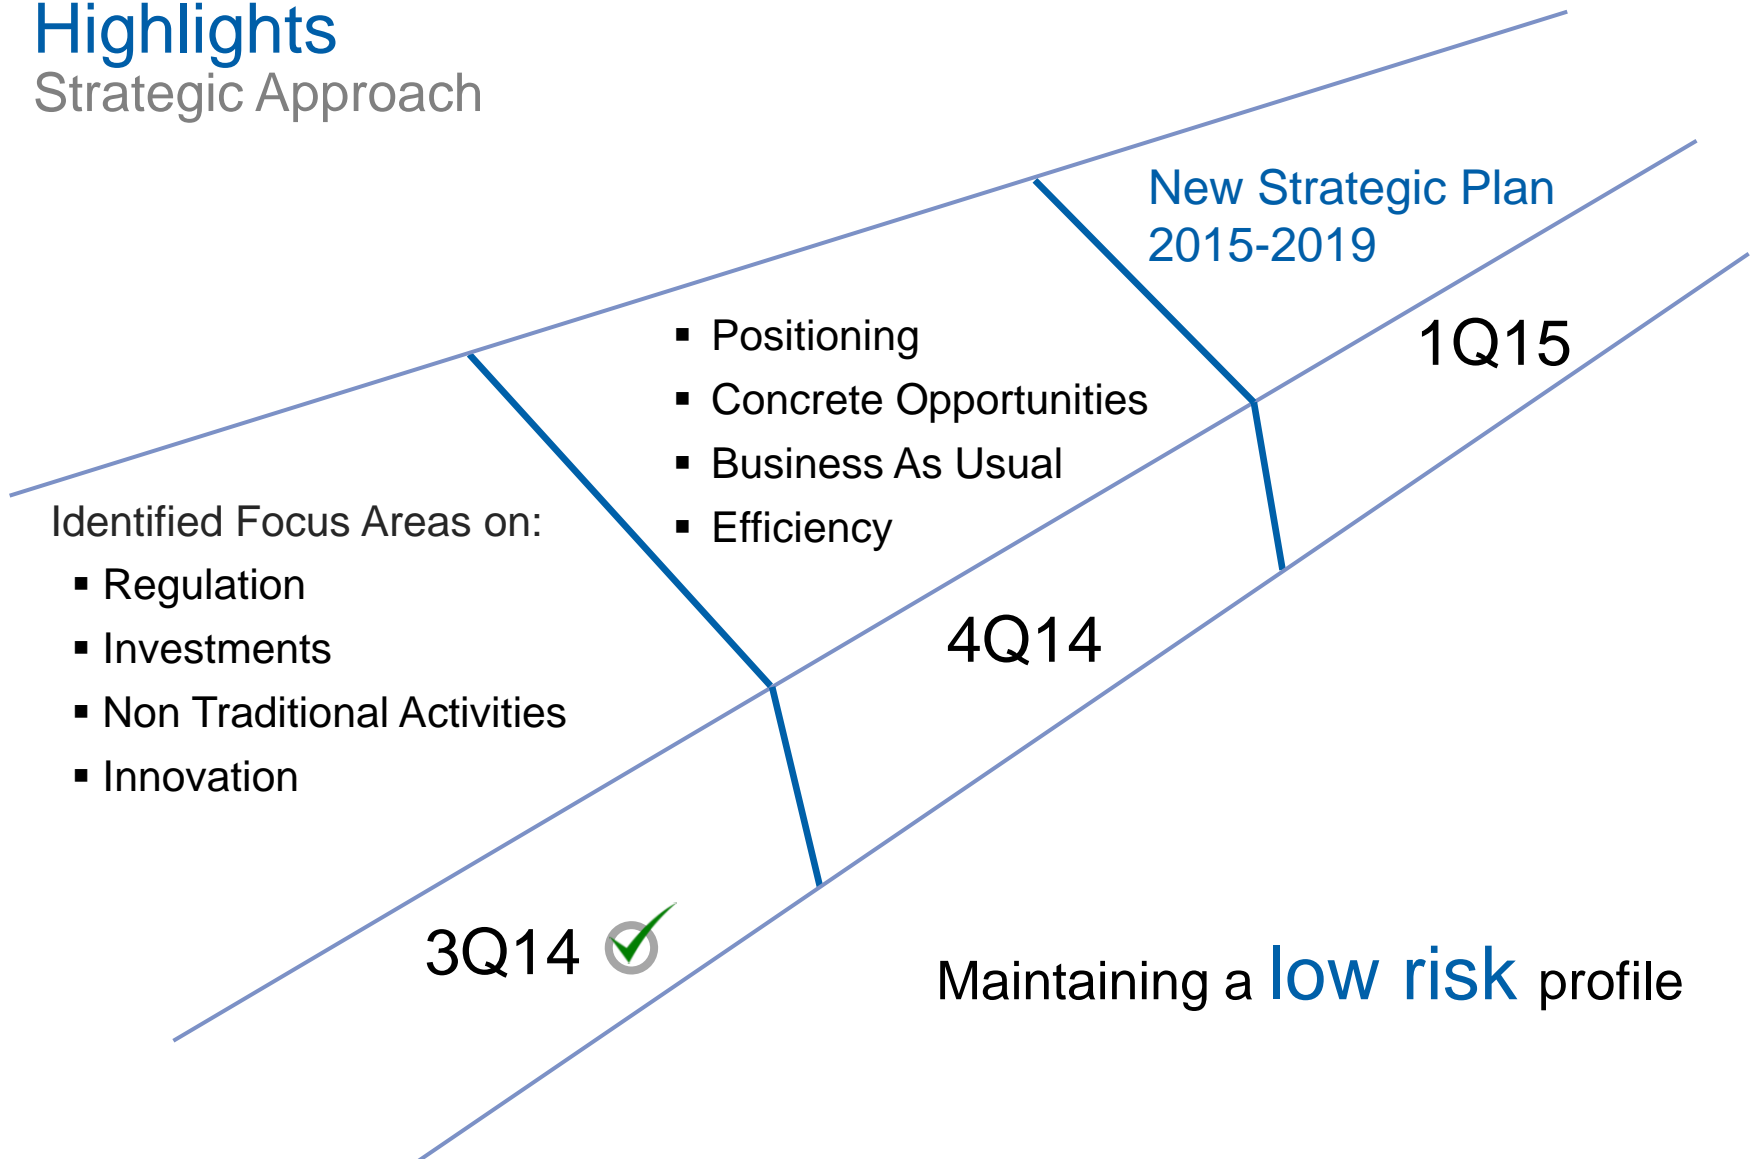 Highlights
Strategic Approach
Identified Focus Areas on:
▪ Regulation
▪ Investments
▪ Non Traditional Activities
▪ Innovation
3Q14
▪ Positioning
▪ Concrete Opportunities
▪ Business As Usual
▪ Efficiency
4Q14
New Strategic Plan
2015-2019
1Q15
Maintaining a low risk profile